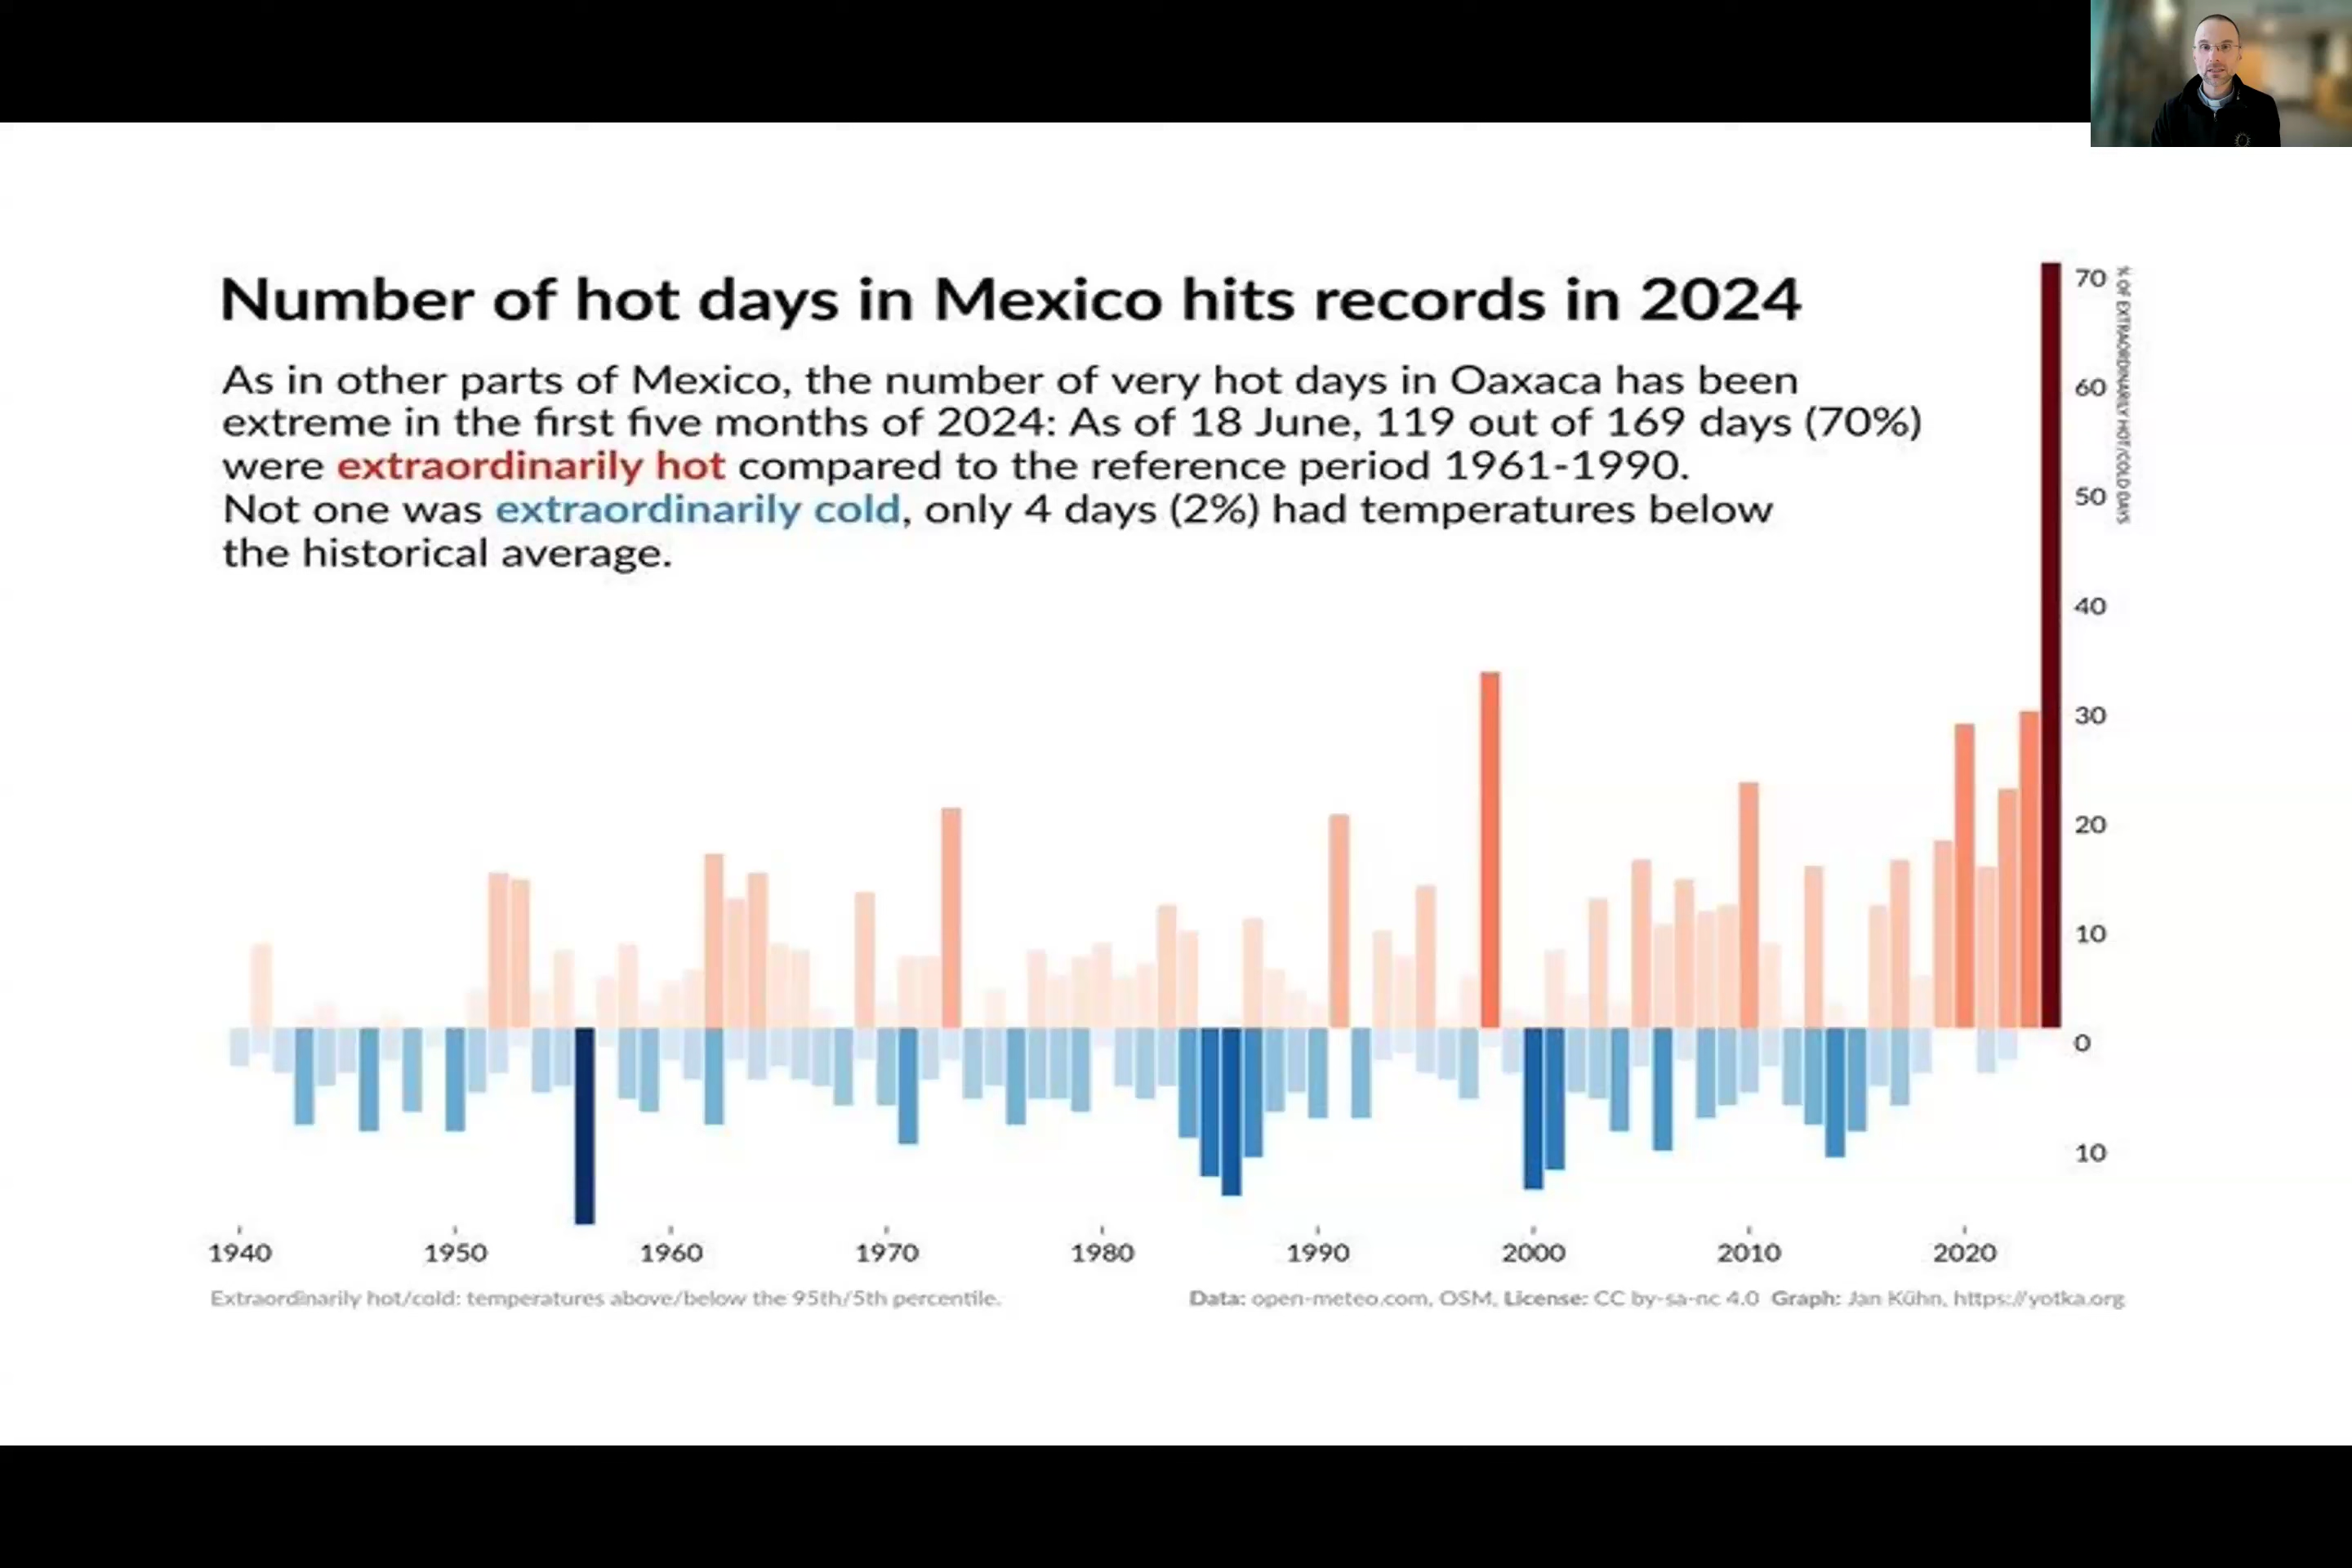 Number of hot days in Mexico hits records in 2024
As in other parts of Mexico, the number of very hot days in Oaxaca has been
extreme in the first five months of 2024: As of 18 June, 119 out of 169 days (70%)
were extraordinarily hot compared to the reference period 1961-1990.
Not one was extraordinarily cold, only 4 days (2%) had temperatures below
the historical average.
% OF EXTRAORDINARILY HOT/COLD DAYS
70
60
50
40
30
20
10
0
10
1940 1950 1960 1970 1980 1990 2000 2010 2020
Extraordinarily hot/cold: temperatures above/below the 95th/5th percentile.
Data: open-meteo.com, OSM, License: CC by-sa-nc 4.0 Graph: Jan Kühn, https://yotka.org